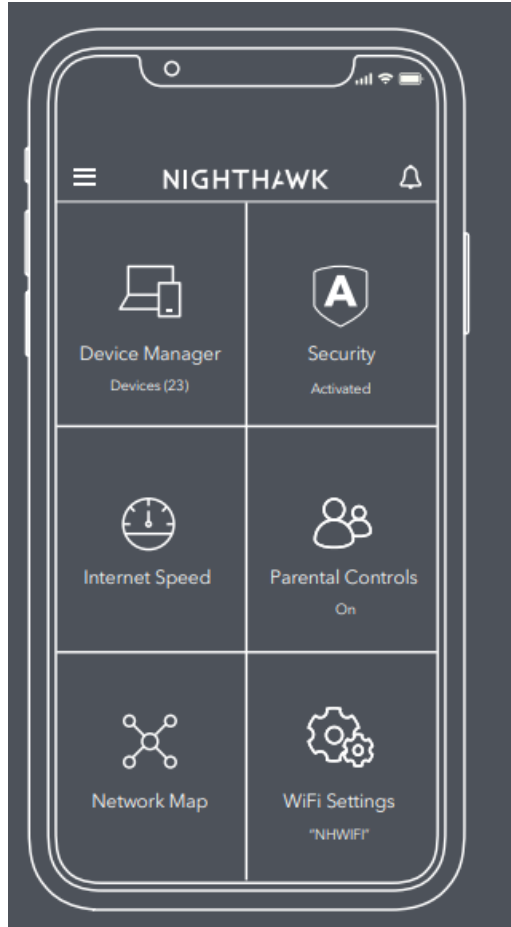 NIGHTHAWK
Device Manager
Devices (23)
A
Security
Activated
Internet Speed
Parental Controls
On
Network Map
WiFi Settings
"NHWIFI"